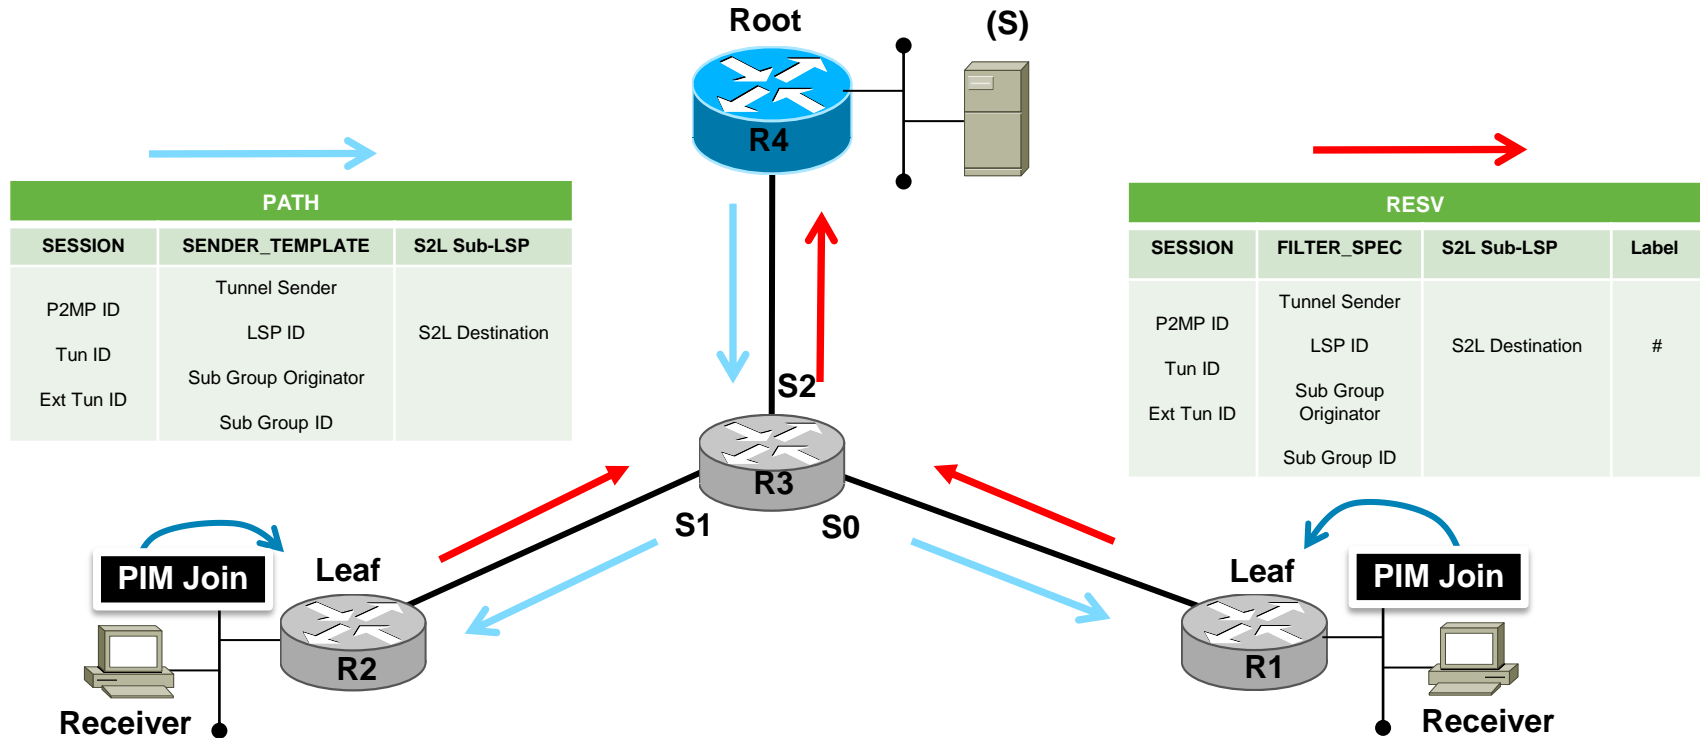 Root
(S)
R4
PATH
SESSION SENDER_TEMPLATE S2L Sub-LSP
P2MP ID
Tun ID
Ext Tun ID
Tunnel Sender
LSP ID
Sub Group Originator
Sub Group ID
S2L Destination
RESV
SESSION FILTER_SPEC S2L Sub-LSP Label
P2MP ID
Tun ID
Ext Tun ID
Tunnel Sender
LSP ID
Sub Group
Originator
Sub Group ID
S2L Destination
#
S2
R3
S1
S0
PIM Join
Leaf
R2
Receiver
Leaf
PIM Join
R1
Receiver